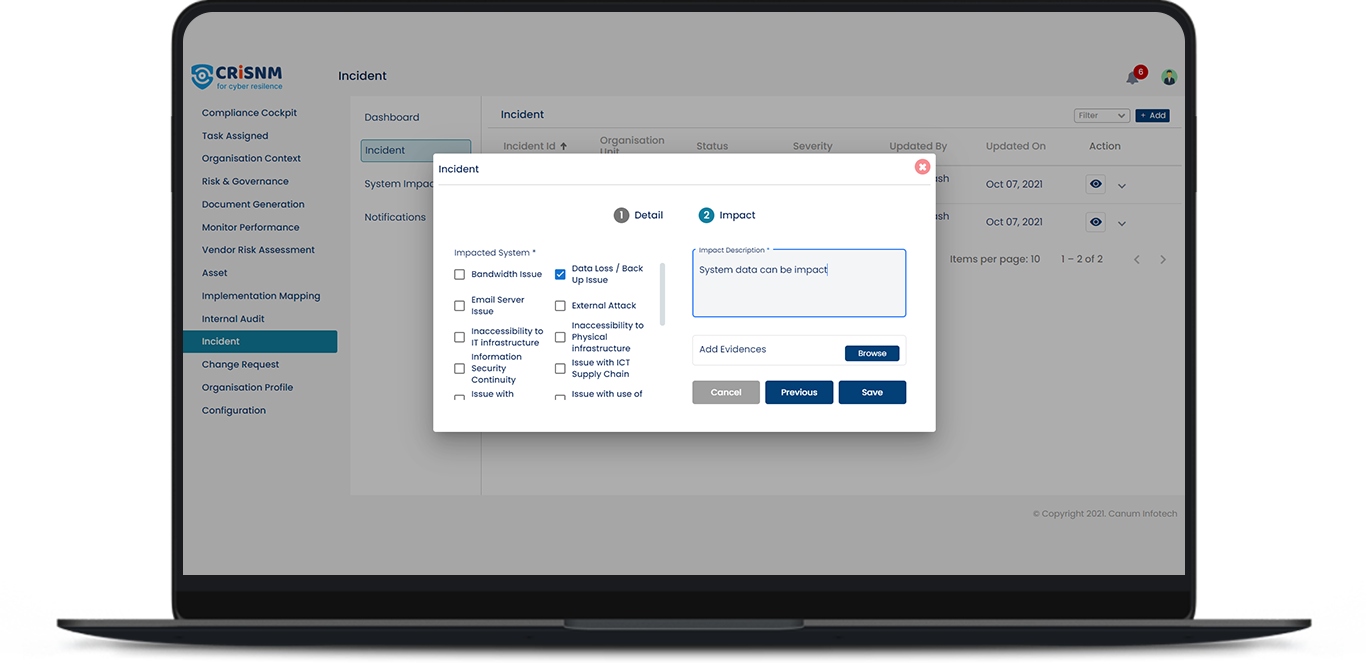 CRiSNM
for cyber resilence
Incident
6
Compliance Cockpit
Task Assigned
Organisation Context
Risk & Governance
Document Generation
Monitor Performance
Vendor Risk Assessment
Asset
Implementation Mapping
Internal Audit
Incident
Change Request
Organisation Profile
Configuration
Dashboard
Incident
System Impac
Notifications
Incident
Filter
+ Add
Incident Id
Organisation
Unit
Status
Severity
Updated By
Updated On
Action
ash
Oct 07, 2021
ash
Oct 07, 2021
Items per page: 10
1 – 2 of 2
Incident
1 Detail
2 Impact
Impacted System *
Bandwidth Issue
Data Loss / Back
Up Issue
Email Server
Issue
External Attack
Inaccessibility to
IT infrastructure
Inaccessibility to
Physical
infrastructure
Information
Security
Continuity
Issue with ICT
Supply Chain
Issue with
Issue with use of
Impact Description *
System data can be impact
Add Evidences
Browse
Cancel
Previous
Save
© Copyright 2021, Canum Infotech